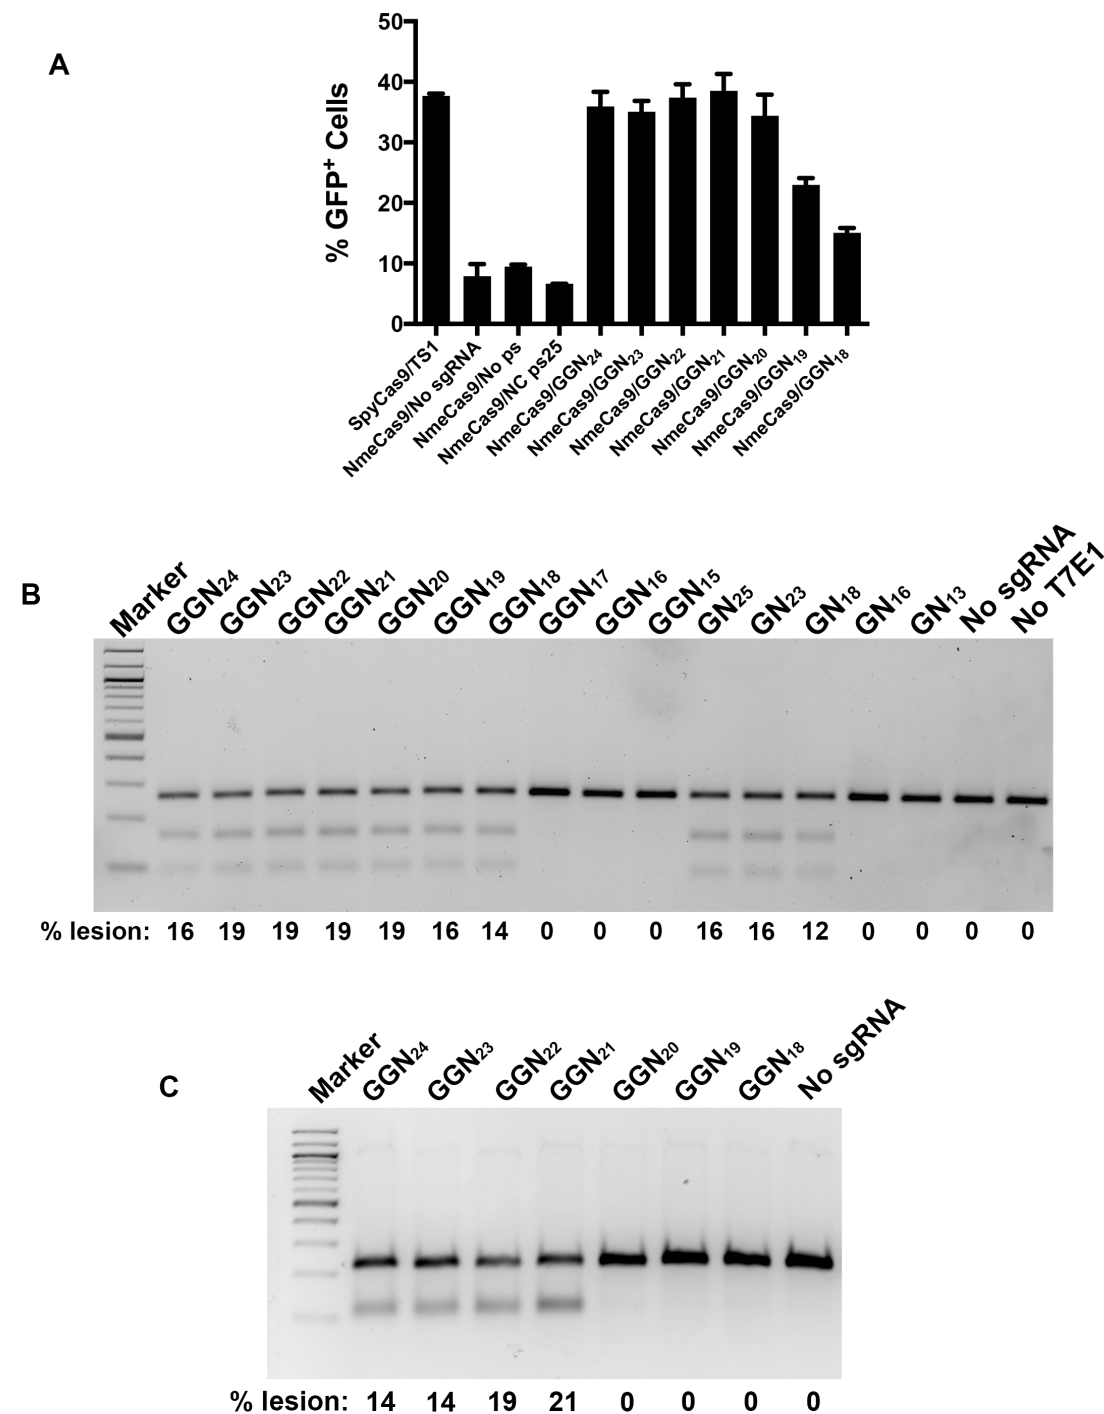 A
% GFP+ Cells
50
40
30
20
10
0
SpyCas9/TS1
NmeCas9/No sgRNA
NmeCas9/No ps
NmeCas9/NC ps25
NmeCas9/GGN24
NmeCas9/GGN23
NmeCas9/GGN22
NmeCas9/GGN21
NmeCas9/GGN20
NmeCas9/GGN19
NmeCas9/GGN18
B
Marker
GGN24
GGN23
GGN22
GGN21
GGN20
GGN19
GGN18
GGN17
GGN16
GGN15
GN25
GN23
GN18
GN16
GN13
No sgRNA
No T7E1
% lesion: 16 19 19 19 19 16 14 0 0 0 16 16 12 0 0 0 0
C
Marker
GGN24
GGN23
GGN22
GGN21
GGN20
GGN19
GGN18
No sgRNA
% lesion: 14 14 19 21 0 0 0 0